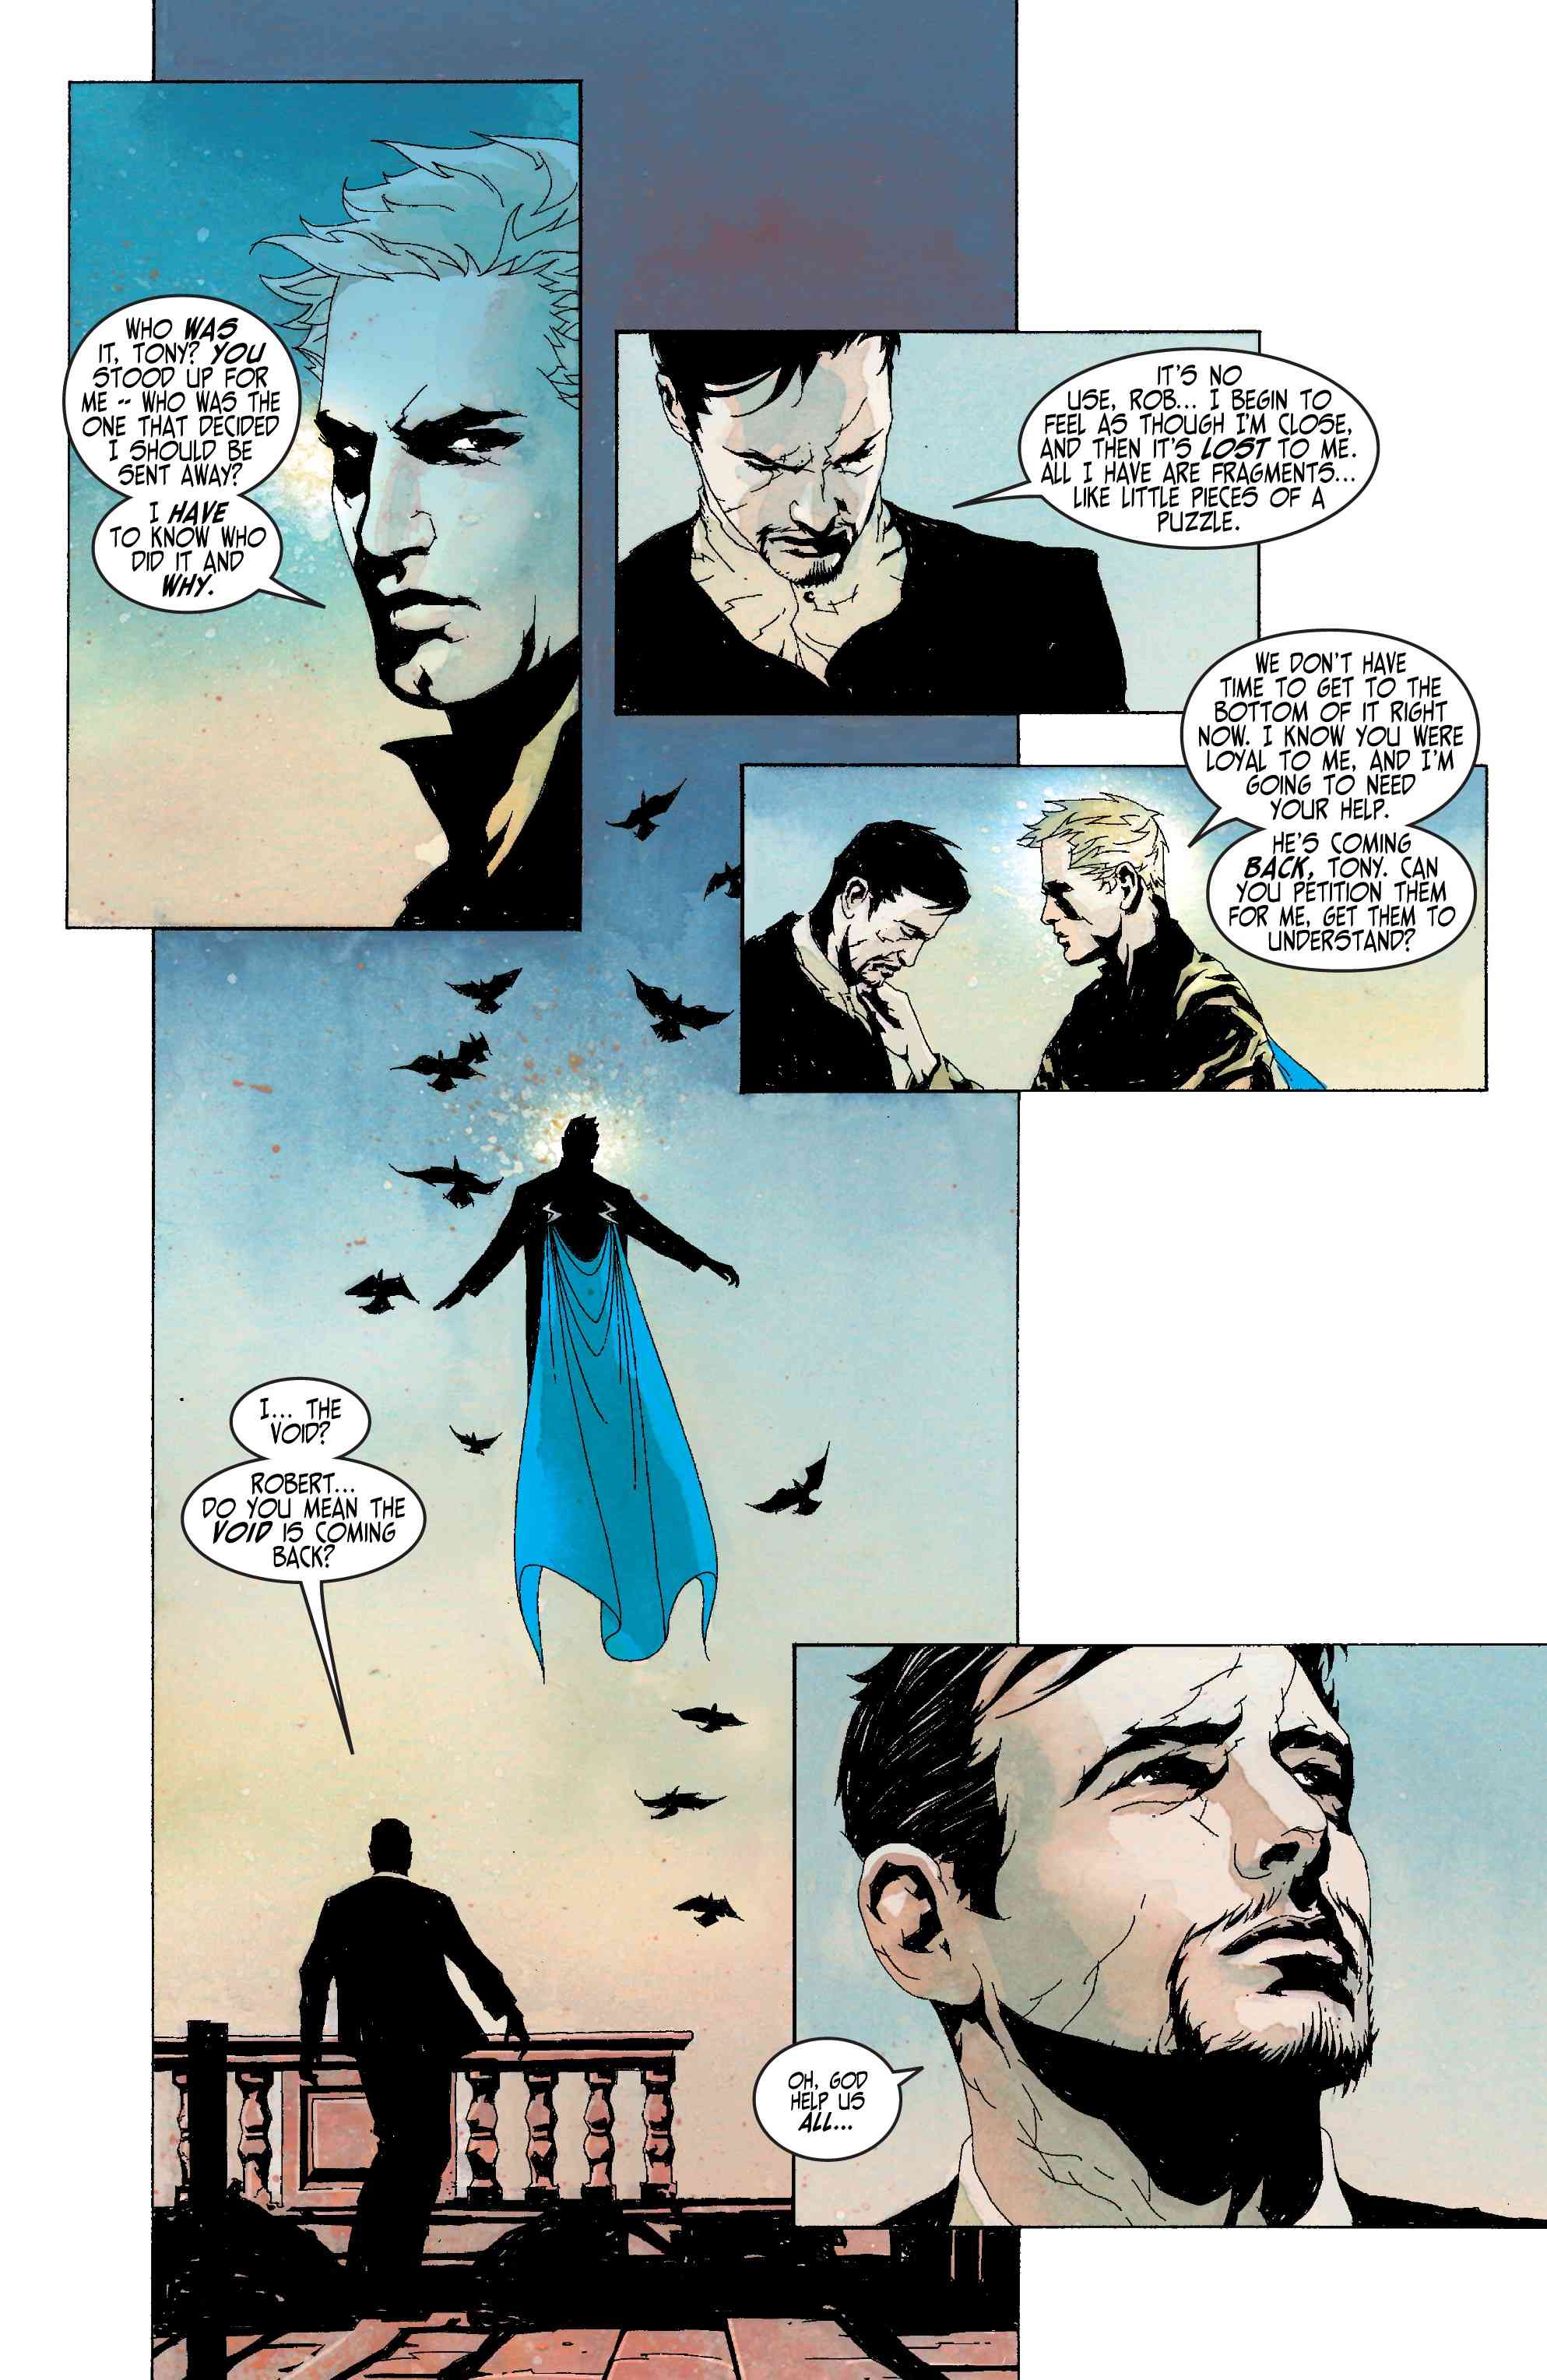 WHO WAS
IT, TONY? YOU
STOOD UP FOR
ME -- WHO WAS THE
ONE THAT DECIDED
I SHOULD BE
SENT AWAY?
I HAVE
TO KNOW WHO
DID IT AND
WHY.
IT'S NO
USE, ROB... I BEGIN TO
FEEL AS THOUGH I'M CLOSE,
AND THEN IT'S LOST TO ME.
ALL I HAVE ARE FRAGMENTS...
LIKE LITTLE PIECES OF A
PUZZLE.
WE DON'T HAVE
TIME TO GET TO THE
BOTTOM OF IT RIGHT
NOW. I KNOW YOU WERE
LOYAL TO ME, AND I'M
GOING TO NEED
YOUR HELP.
HE'S COMING
BACK, TONY. CAN
YOU PETITION THEM
FOR ME, GET THEM TO
UNDERSTAND?
I... THE
VOID?
ROBERT...
DO YOU MEAN THE
VOID IS COMING
BACK?
OH, GOD
HELP US
ALL...